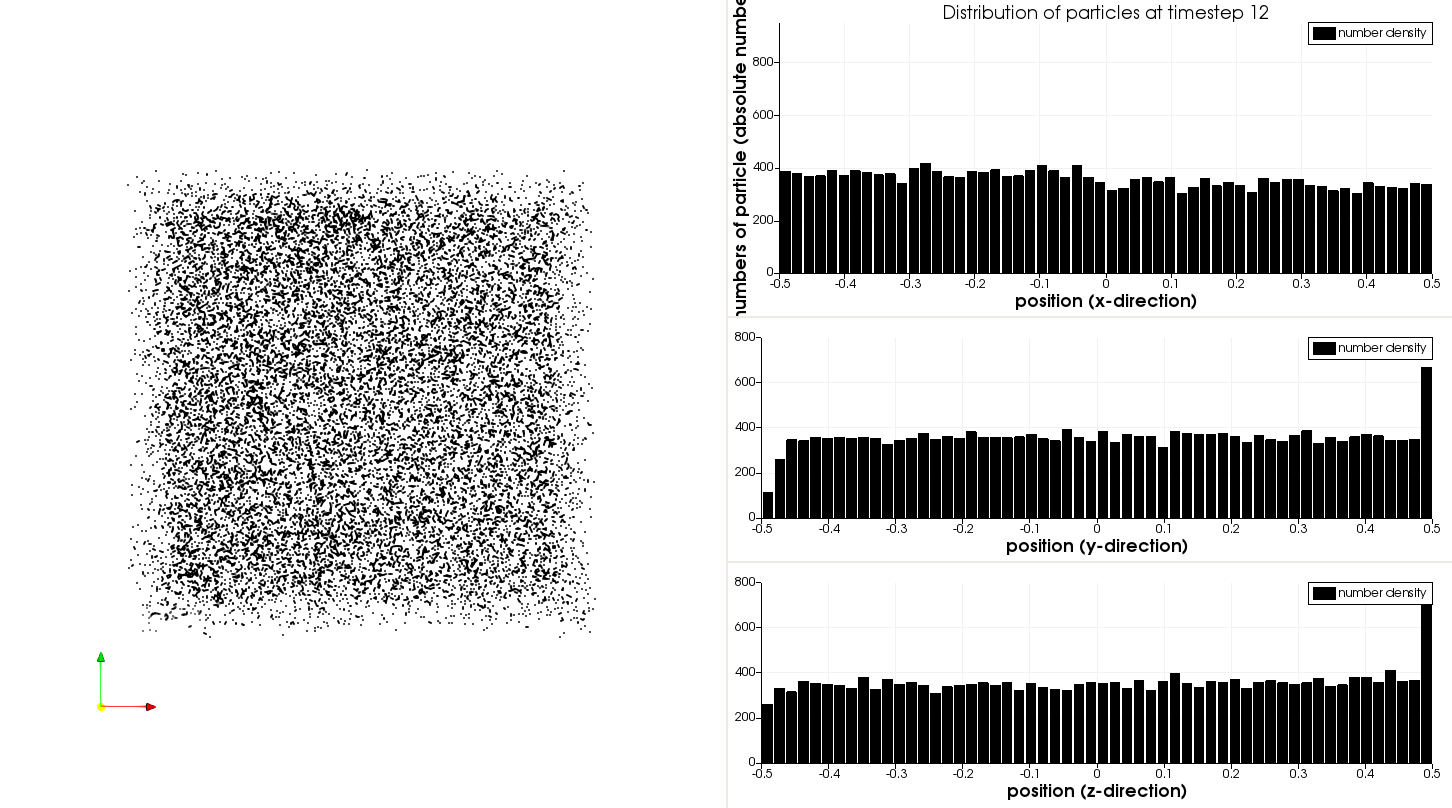 Distribution of particles at timestep 12
numbers of particle (absolute numbe
number density
800
600
400
200
0
-0.5 -0.4 -0.3 -0.2 -0.1 0 0.1 0.2 0.3 0.4 0.5
position (x-direction)
number density
800
600
400
200
0
-0.5 -0.4 -0.3 -0.2 -0.1 0 0.1 0.2 0.3 0.4 0.5
position (y-direction)
number density
800
600
400
200
0
-0.5 -0.4 -0.3 -0.2 -0.1 0 0.1 0.2 0.3 0.4 0.5
position (z-direction)